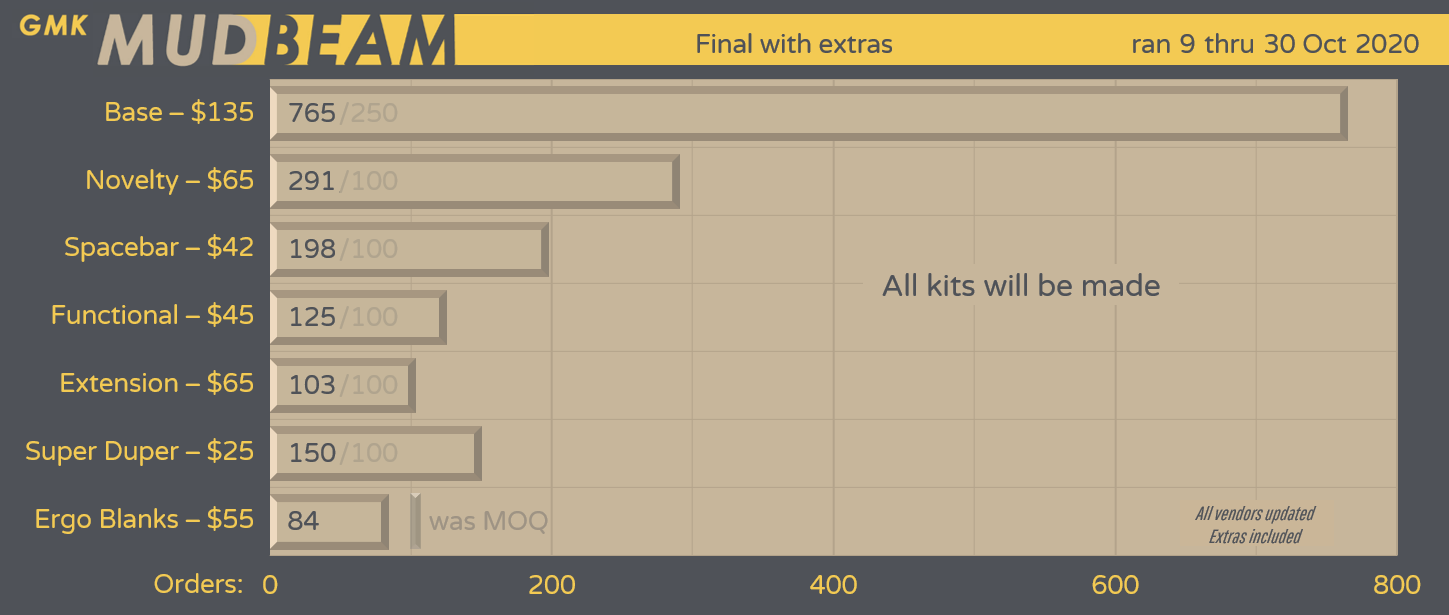 GMK MUDBEAM Final with extras ran 9 thru 30 Oct 2020
Base – $135 765/250
Novelty – $65 291/100
Spacebar – $42 198/100
All kits will be made
Functional – $45 125/100
Extension – $65 103/100
Super Duper – $25 150/100
Ergo Blanks – $55 84 was MOQ
All vendors updated
Extras included
Orders: 0 200 400 600 800